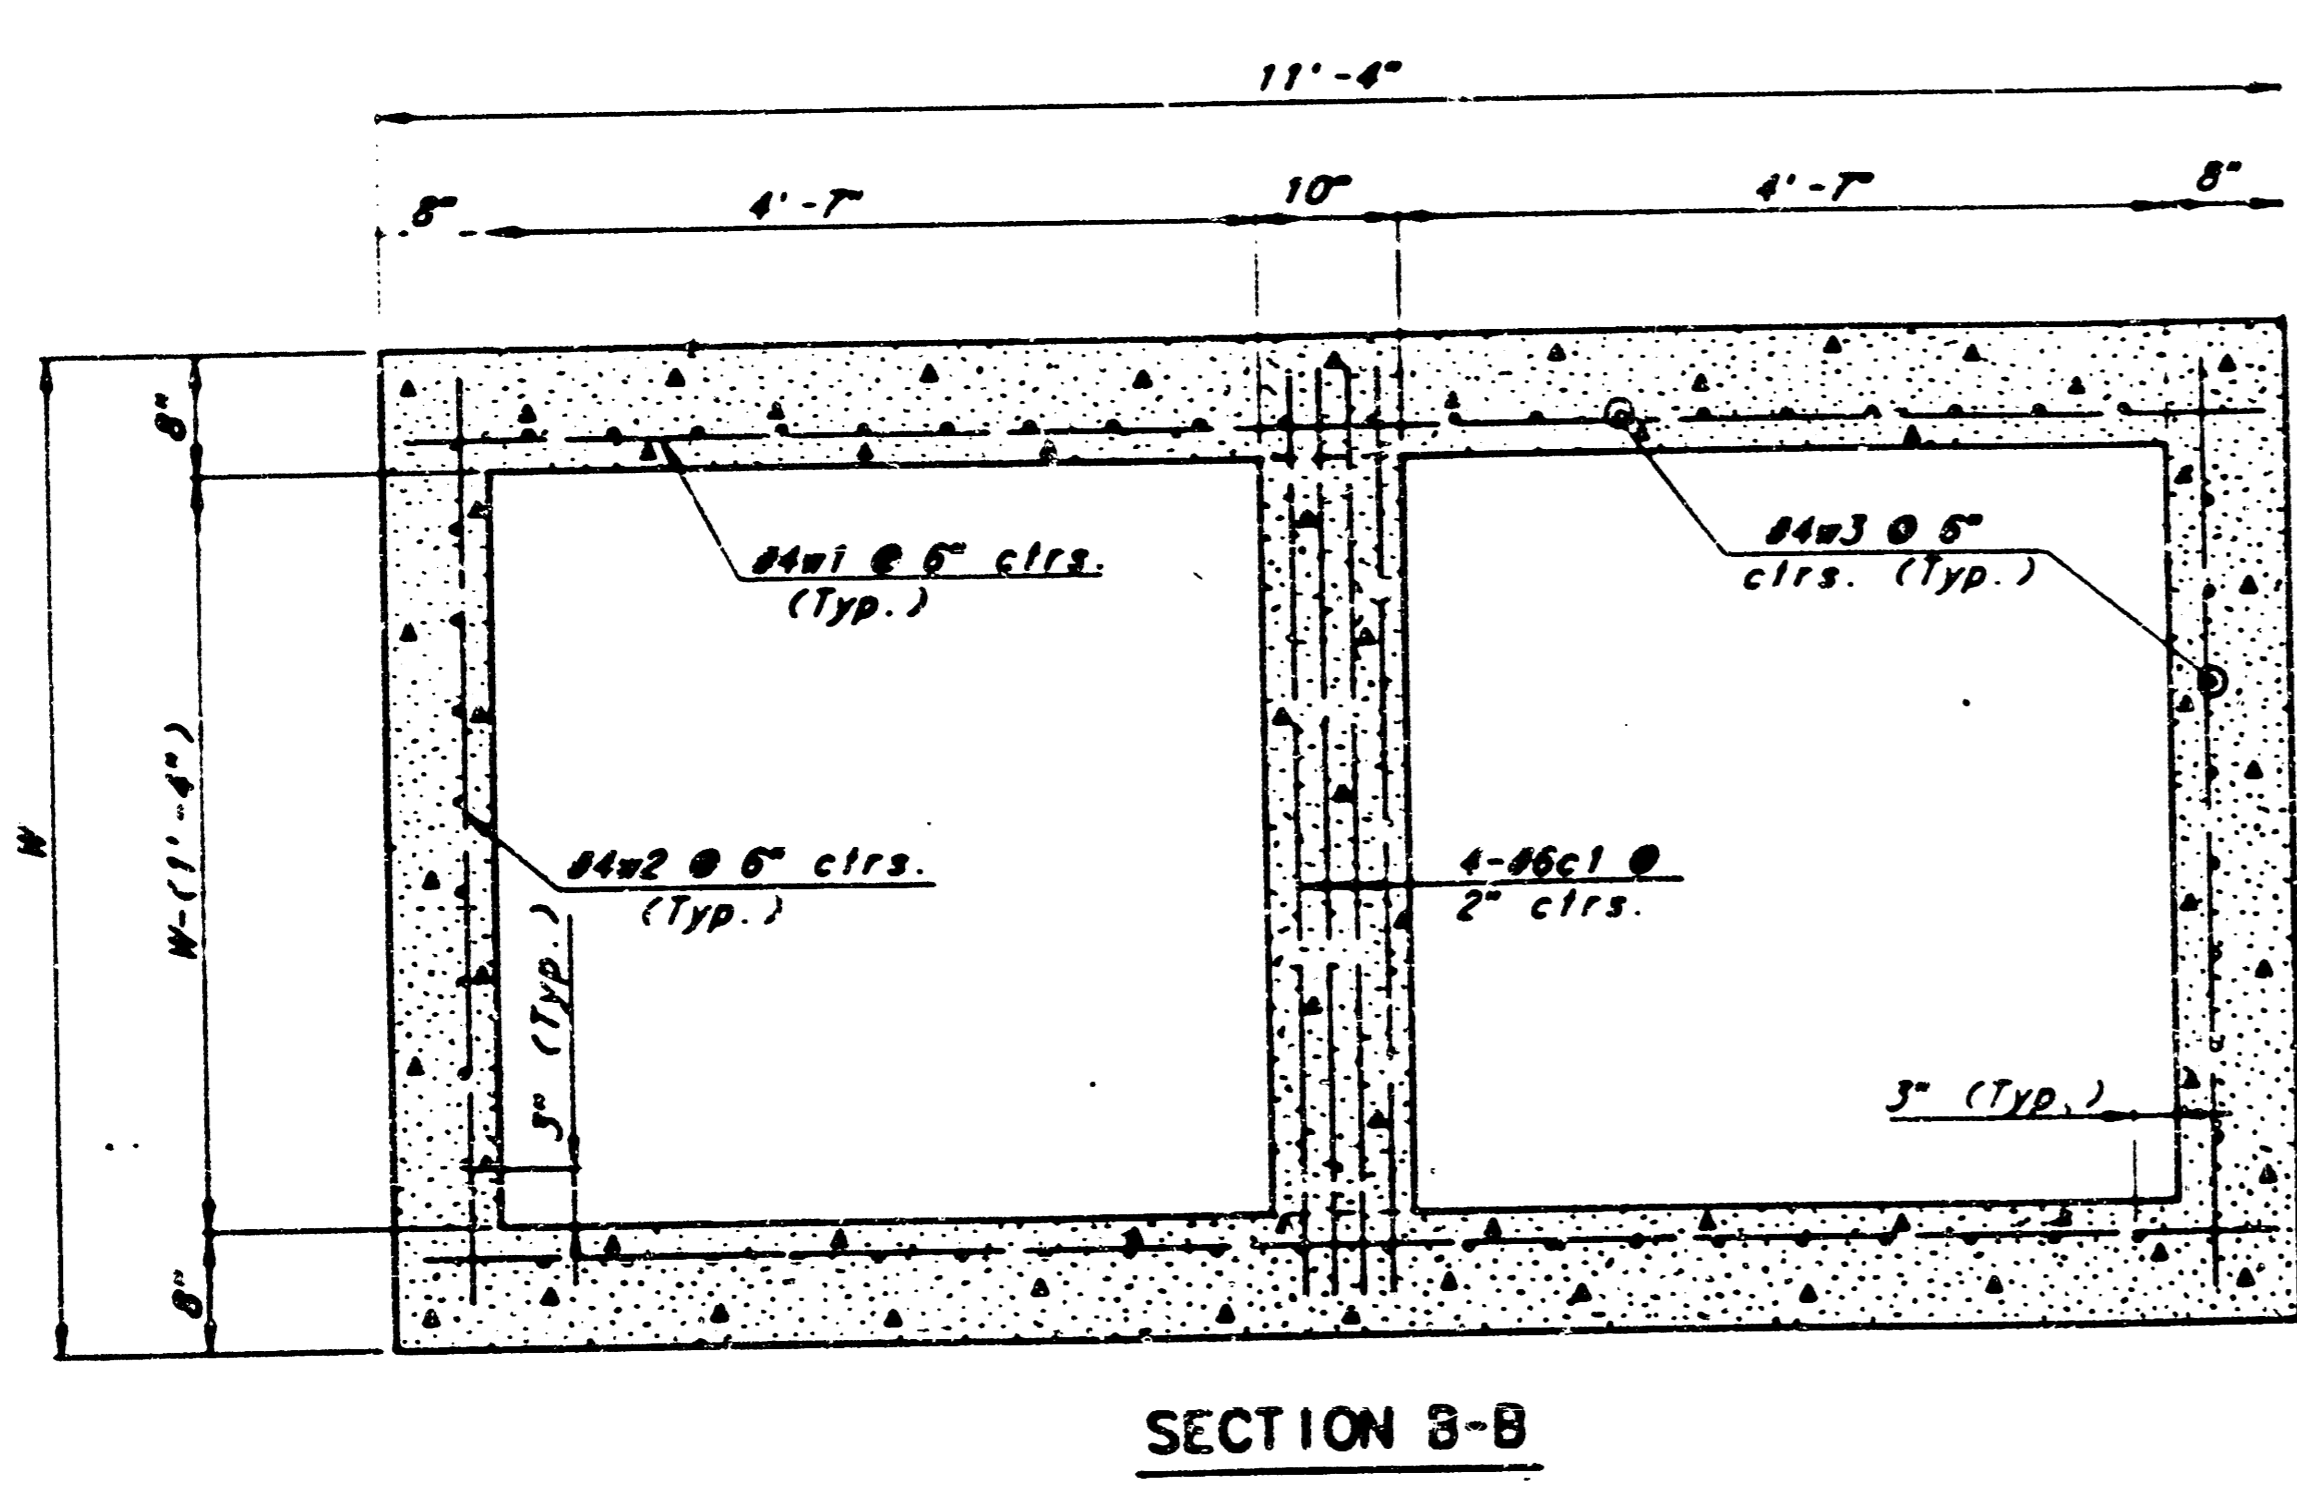 11'-4"
8" 4'-7" 10" 4'-7" 8"
8"
#4w1 @ 6" ctrs.
(Typ.)
#4w3 @ 6"
ctrs. (Typ.)
W
W-(1'-4")
#4w2 @ 6" ctrs.
(Typ.)
4-#6c1 @
2" ctrs.
3" (Typ.)
3" (Typ.)
8"
SECTION B-B